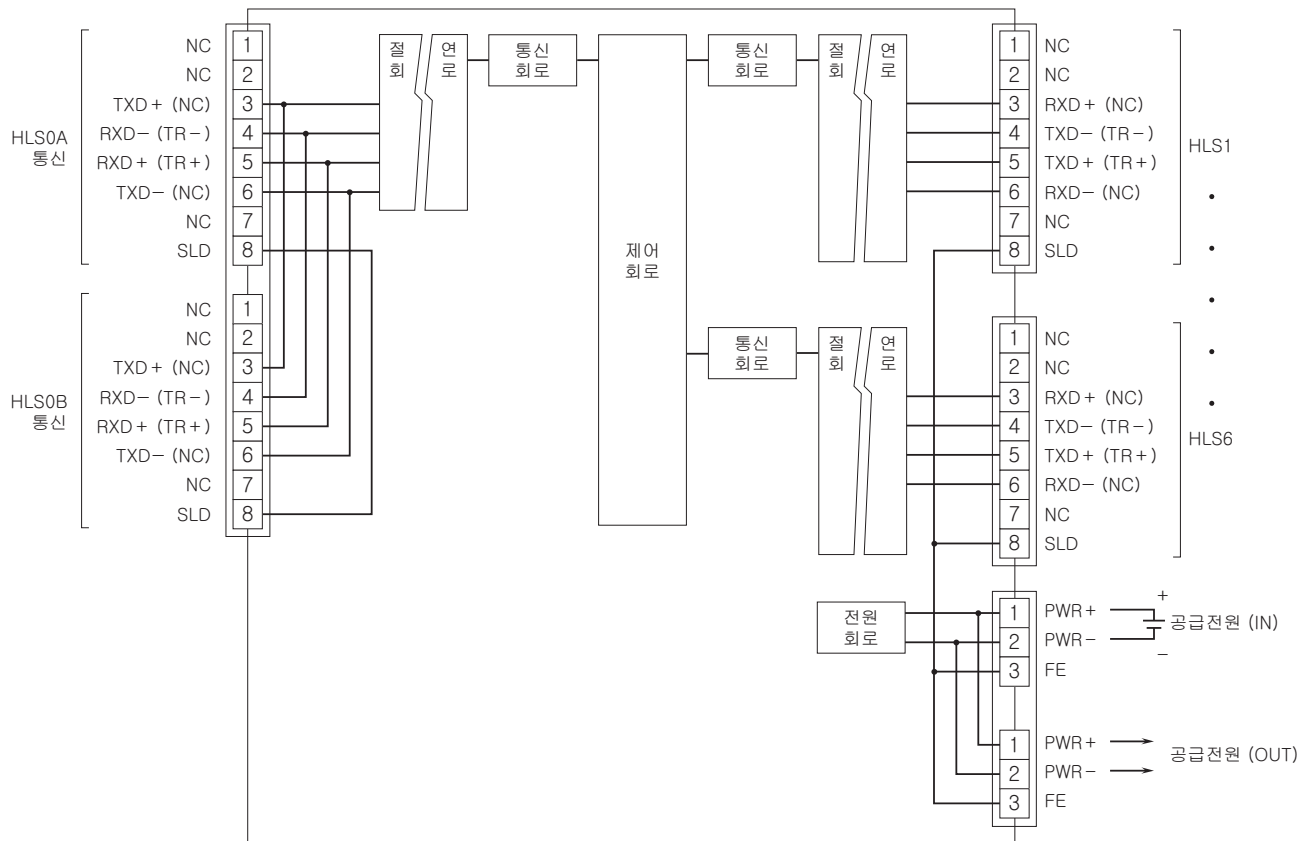 HLS0A
통신
NC 1
NC 2
TXD+ (NC) 3
RXD− (TR−) 4
RXD+ (TR+) 5
TXD− (NC) 6
NC 7
SLD 8
HLS0B
통신
NC 1
NC 2
TXD+ (NC) 3
RXD− (TR−) 4
RXD+ (TR+) 5
TXD− (NC) 6
NC 7
SLD 8
절 연
회 로
통신
회로
제어
회로
통신
회로
절 연
회 로
1 NC
2 NC
3 RXD+ (NC)
4 TXD− (TR−)
5 TXD+ (TR+)
6 RXD− (NC)
7 NC
8 SLD
HLS1
통신
회로
절 연
회 로
1 NC
2 NC
3 RXD+ (NC)
4 TXD− (TR−)
5 TXD+ (TR+)
6 RXD− (NC)
7 NC
8 SLD
HLS6
전원
회로
1 PWR+
2 PWR−
3 FE
+
공급전원 (IN)
−
1 PWR+
2 PWR−
3 FE
공급전원 (OUT)